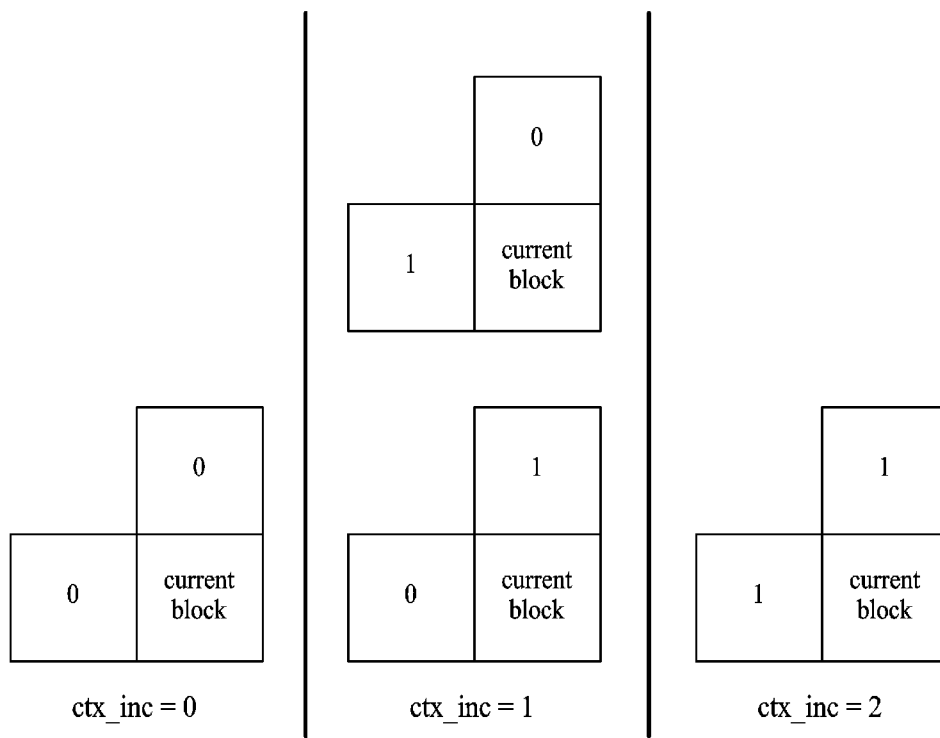 0
0
current
block
ctx_inc = 0
0
1
current
block
1
0
current
block
ctx_inc = 1
1
1
current
block
ctx_inc = 2